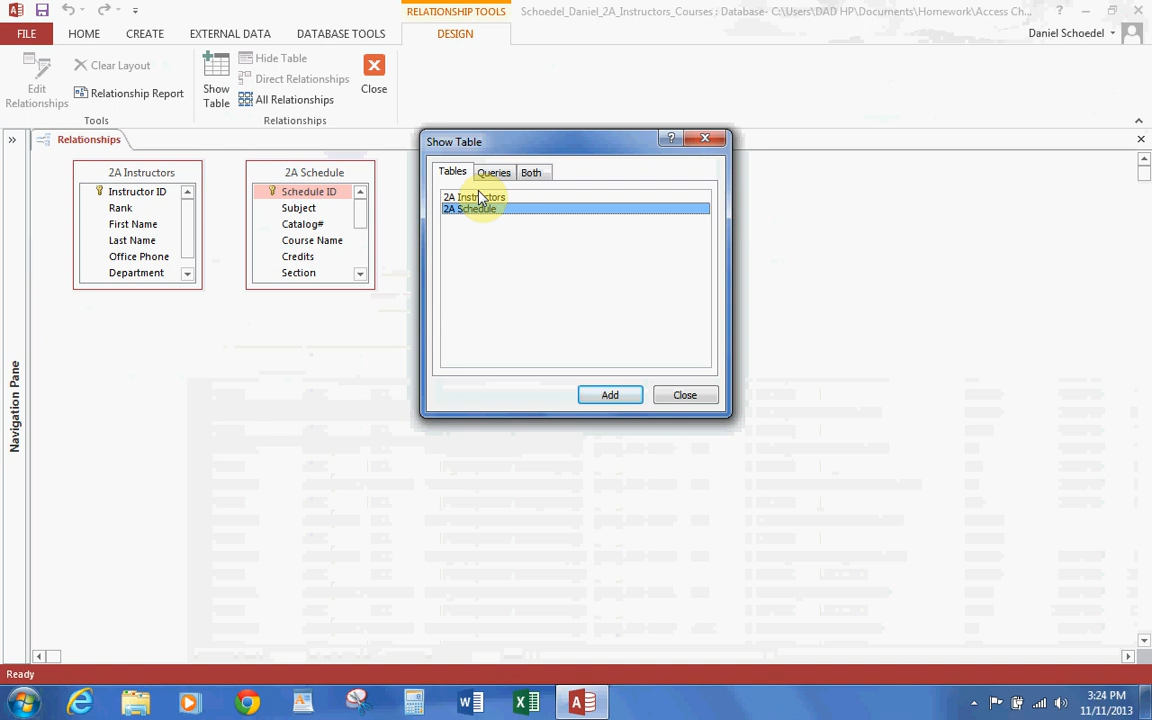 RELATIONSHIP TOOLS
Schoedel_Daniel_2A_Instructors_Courses : Database- C:\Users\DAD HP\Documents\Homework\Access Ch...
?
FILE
HOME
CREATE
EXTERNAL DATA
DATABASE TOOLS
DESIGN
Daniel Schoedel
Edit
Relationships
Clear Layout
Relationship Report
Tools
Show
Table
Hide Table
Direct Relationships
All Relationships
Relationships
Close
Relationships
2A Instructors
Instructor ID
Rank
First Name
Last Name
Office Phone
Department
2A Schedule
Schedule ID
Subject
Catalog#
Course Name
Credits
Section
Show Table
?
Tables
Queries
Both
2A Instructors
2A Schedule
Add
Close
Navigation Pane
Ready
3:24 PM
11/11/2013